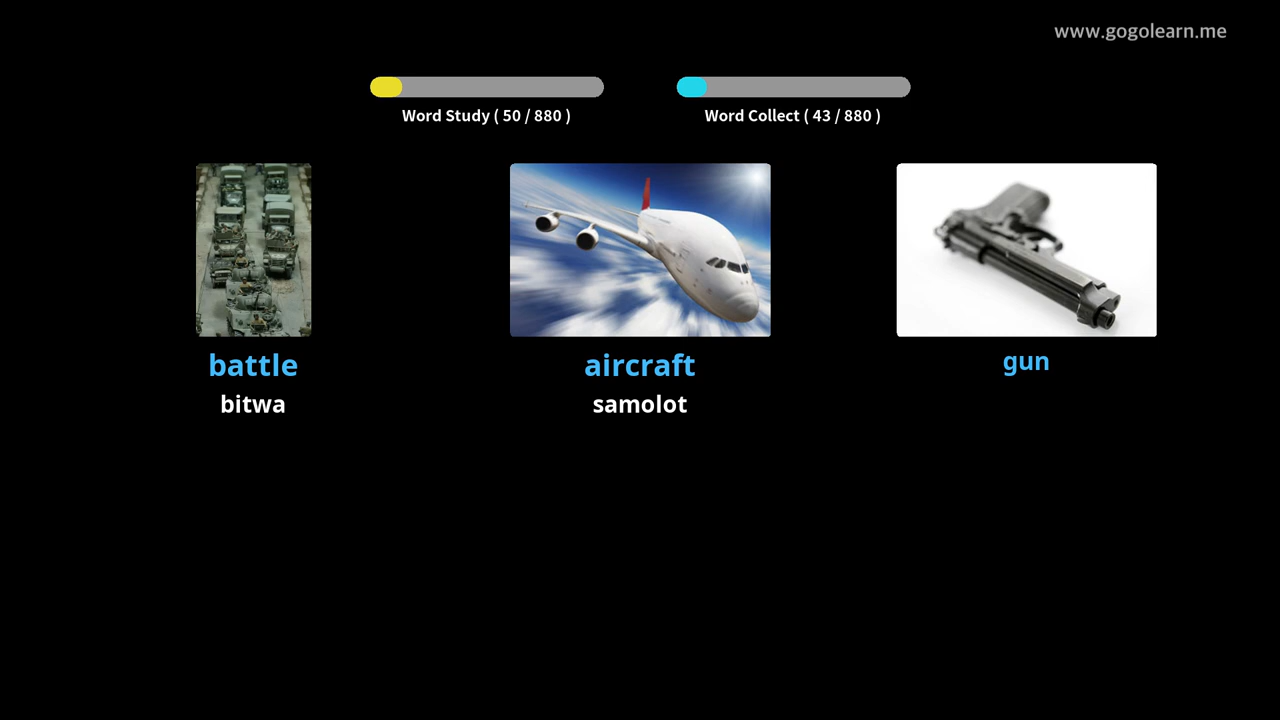 www.gogolearn.me
Word Study ( 50 / 880 )
Word Collect ( 43 / 880 )
battle
bitwa
aircraft
samolot
gun